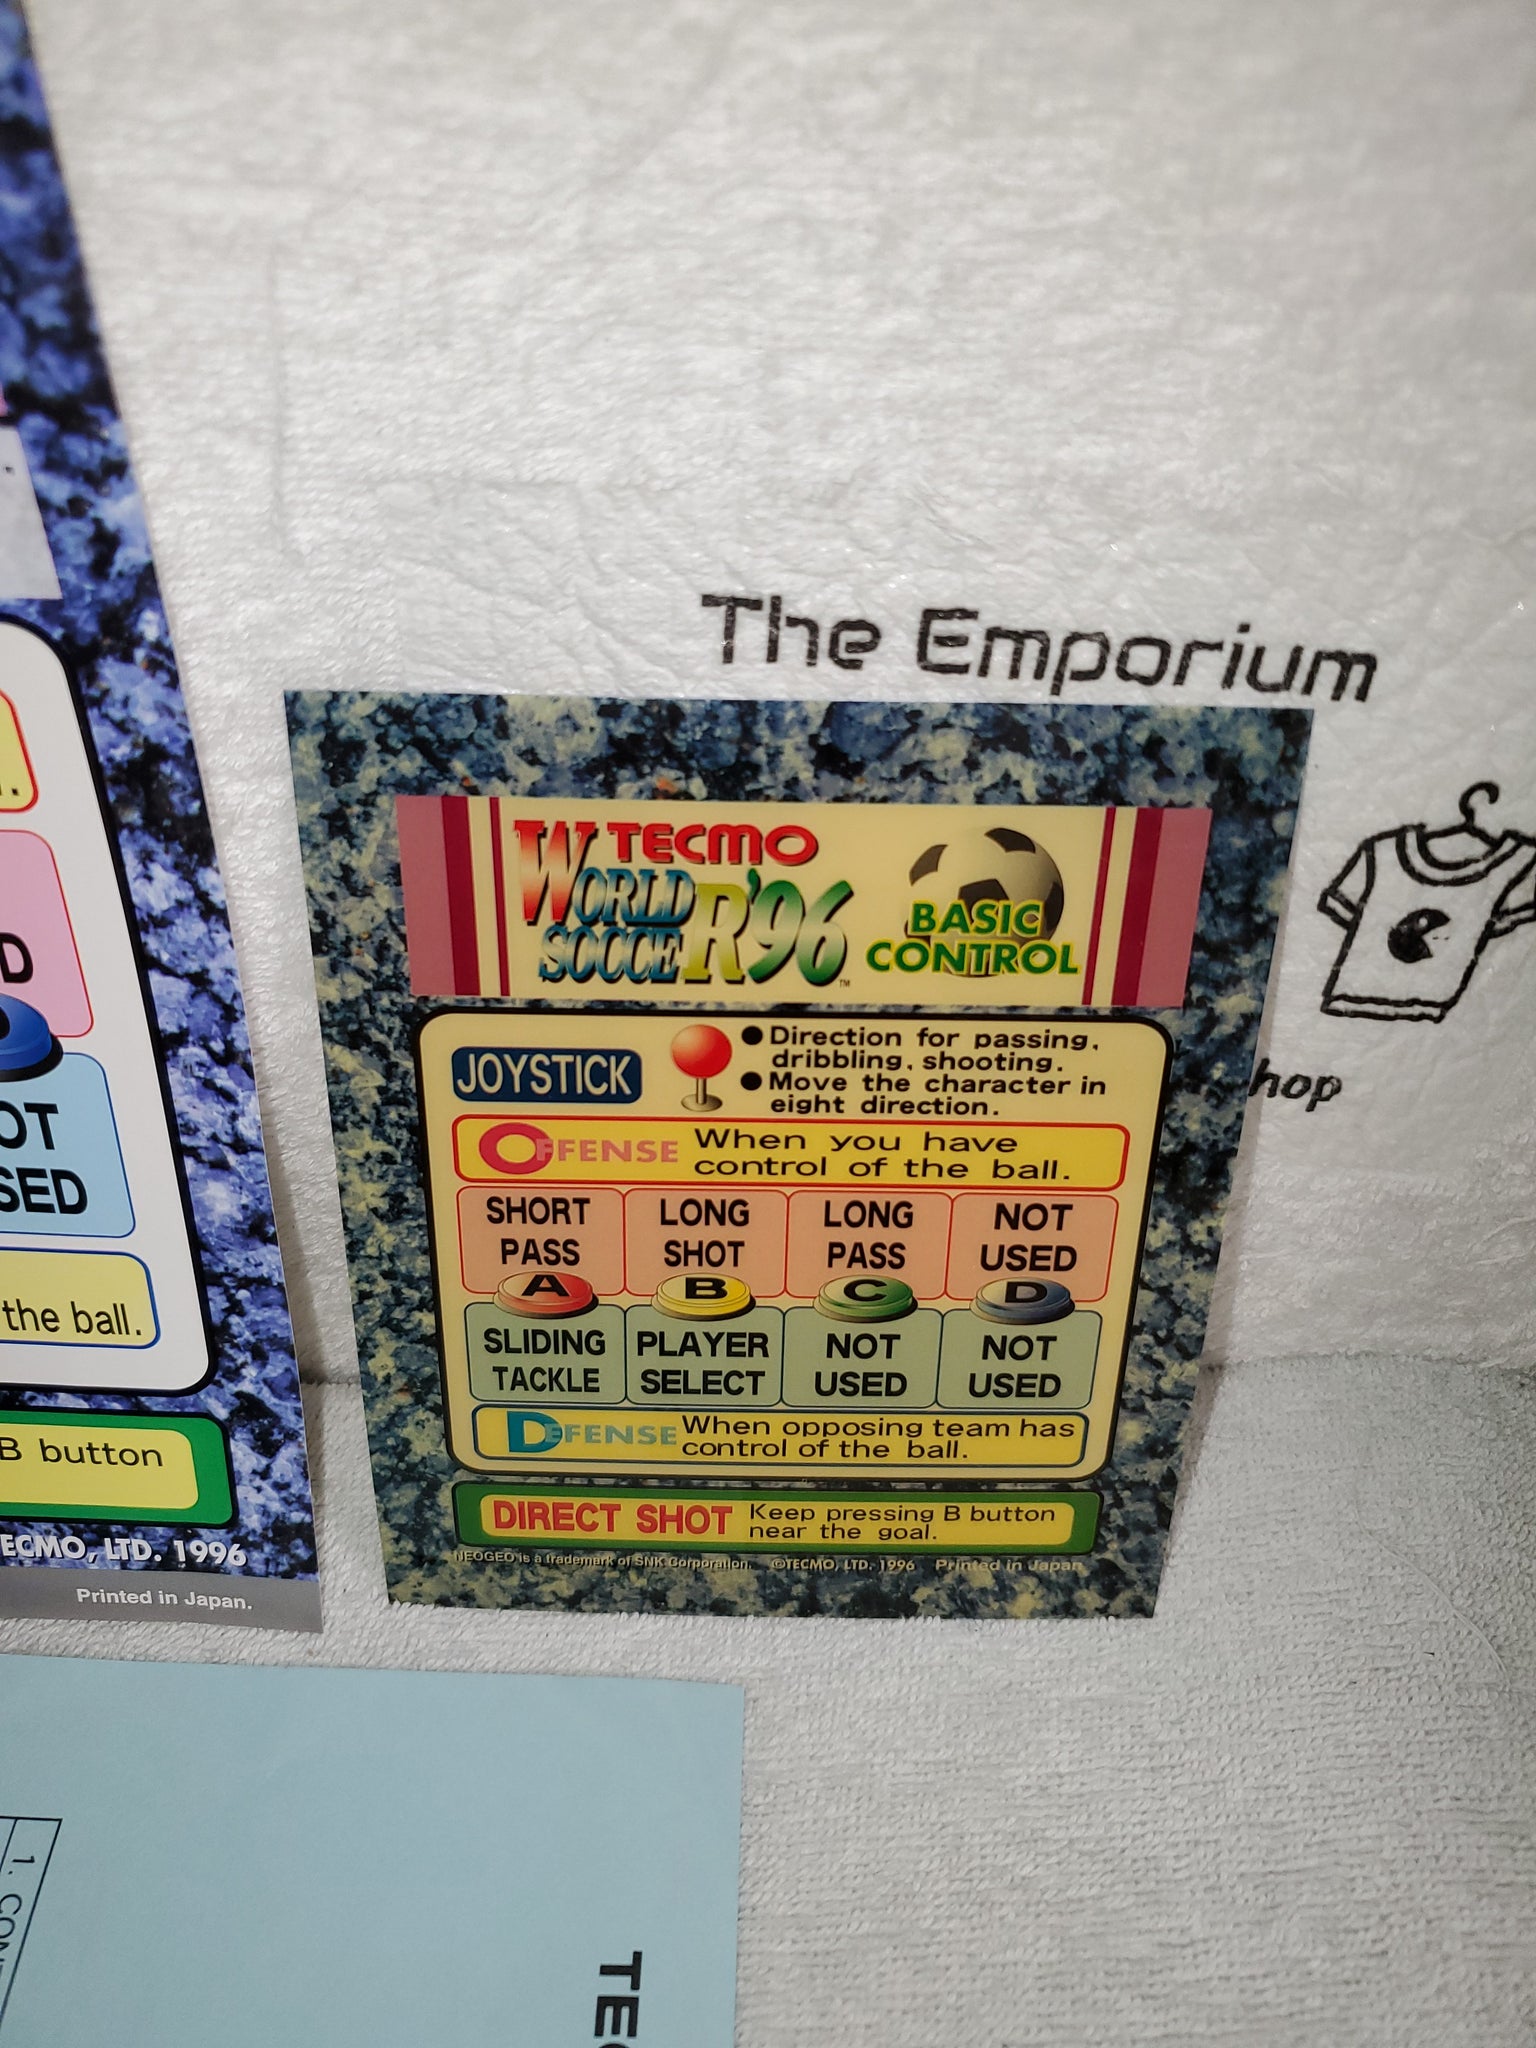 The Emporium
hop
TECMO
WORLD
SOCCER '96
TM
BASIC
CONTROL
JOYSTICK
● Direction for passing,
dribbling, shooting.
● Move the character in
eight direction.
OFFENSE When you have
control of the ball.
SHORT
PASS
LONG
SHOT
LONG
PASS
NOT
USED
A
B
C
D
SLIDING
TACKLE
PLAYER
SELECT
NOT
USED
NOT
USED
DEFENSE When opposing team has
control of the ball.
DIRECT SHOT Keep pressing B button
near the goal.
NEOGEO is a trademark of SNK Corporation. ©TECMO, LTD. 1996 Printed in Japan
D
OT
SED
the ball.
B button
ECMO, LTD. 1996
Printed in Japan.
1. CON
TEC